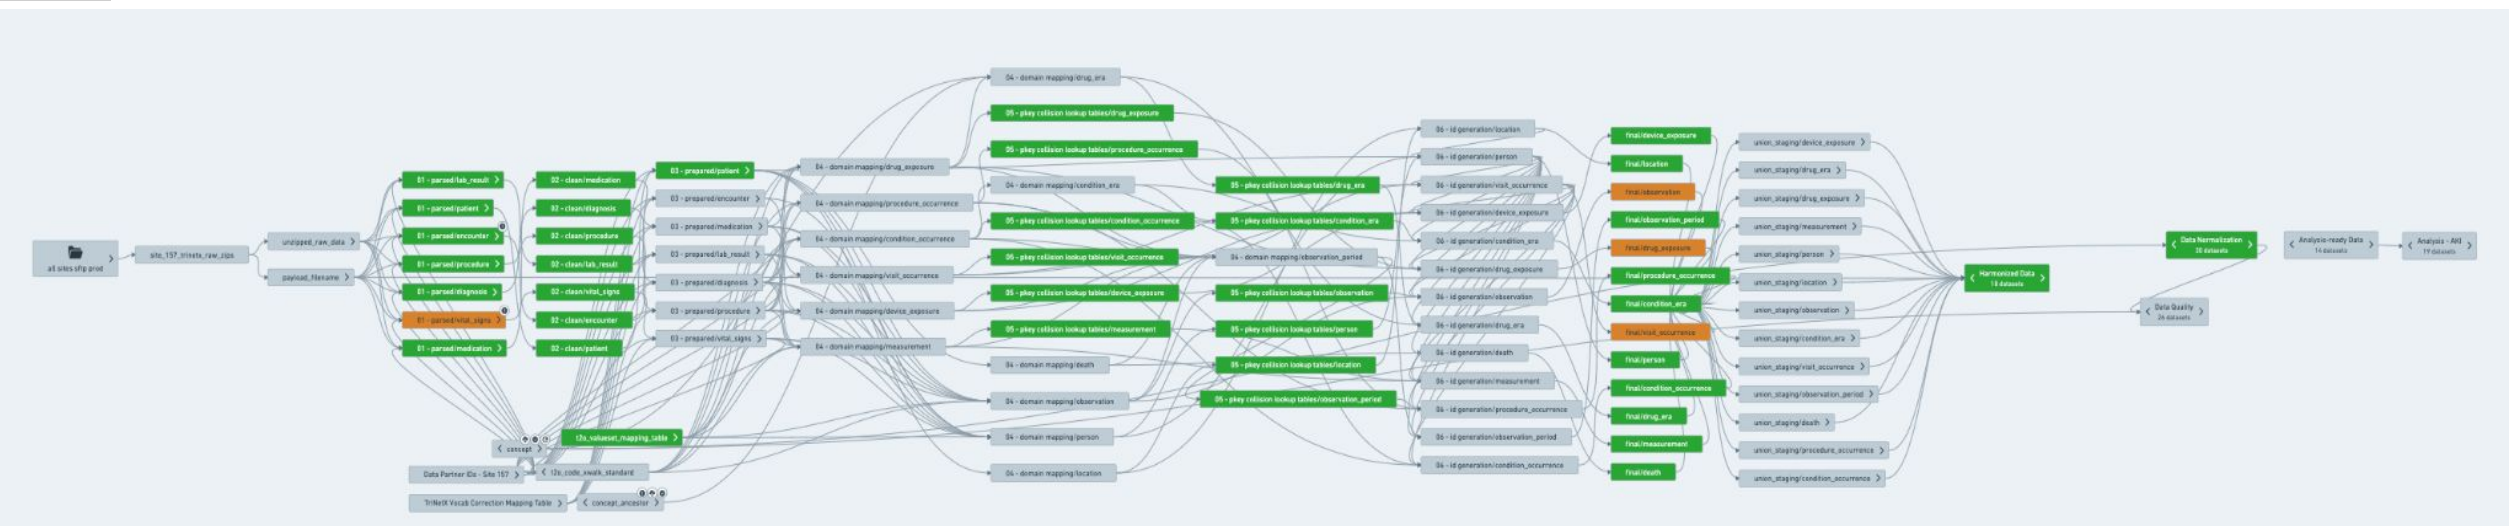 all sites sftp prod
site_157_trinetx_raw_zips
unzipped_raw_data
payload_filename
01 - parsed/lab_result
01 - parsed/patient
01 - parsed/encounter
01 - parsed/procedure
01 - parsed/diagnosis
01 - parsed/vital_signs
01 - parsed/medication
02 - clean/medication
02 - clean/diagnosis
02 - clean/procedure
02 - clean/lab_result
02 - clean/vital_signs
02 - clean/encounter
02 - clean/patient
concept
t2o_valueset_mapping_table
Data Partner IDs - Site 157
t2o_code_xwalk_standard
TriNetX Vocab Correction Mapping Table
concept_ancestor
03 - prepared/patient
03 - prepared/encounter
03 - prepared/medication
03 - prepared/lab_result
03 - prepared/diagnosis
03 - prepared/procedure
03 - prepared/vital_signs
04 - domain mapping/drug_exposure
04 - domain mapping/procedure_occurrence
04 - domain mapping/condition_occurrence
04 - domain mapping/visit_occurrence
04 - domain mapping/device_exposure
04 - domain mapping/measurement
04 - domain mapping/drug_era
05 - pkey collision lookup tables/drug_exposure
05 - pkey collision lookup tables/procedure_occurrence
04 - domain mapping/condition_era
05 - pkey collision lookup tables/condition_occurrence
05 - pkey collision lookup tables/visit_occurrence
05 - pkey collision lookup tables/device_exposure
05 - pkey collision lookup tables/measurement
04 - domain mapping/death
04 - domain mapping/observation
04 - domain mapping/person
04 - domain mapping/location
05 - pkey collision lookup tables/drug_era
05 - pkey collision lookup tables/condition_era
04 - domain mapping/observation_period
05 - pkey collision lookup tables/observation
05 - pkey collision lookup tables/person
05 - pkey collision lookup tables/location
05 - pkey collision lookup tables/observation_period
06 - id generation/location
06 - id generation/person
06 - id generation/visit_occurrence
06 - id generation/device_exposure
06 - id generation/condition_era
06 - id generation/drug_exposure
06 - id generation/observation
06 - id generation/drug_era
06 - id generation/death
06 - id generation/measurement
06 - id generation/procedure_occurrence
06 - id generation/observation_period
06 - id generation/condition_occurrence
final/device_exposure
final/location
final/observation
final/observation_period
final/drug_exposure
final/procedure_occurrence
final/condition_era
final/visit_occurrence
final/person
final/condition_occurrence
final/drug_era
final/measurement
final/death
union_staging/device_exposure
union_staging/drug_era
union_staging/drug_exposure
union_staging/measurement
union_staging/person
union_staging/location
union_staging/observation
union_staging/condition_era
union_staging/visit_occurrence
union_staging/observation_period
union_staging/death
union_staging/procedure_occurrence
union_staging/condition_occurrence
Harmonized Data
18 datasets
Data Normalization
30 datasets
Data Quality
26 datasets
Analysis-ready Data
14 datasets
Analysis - AKI
19 datasets